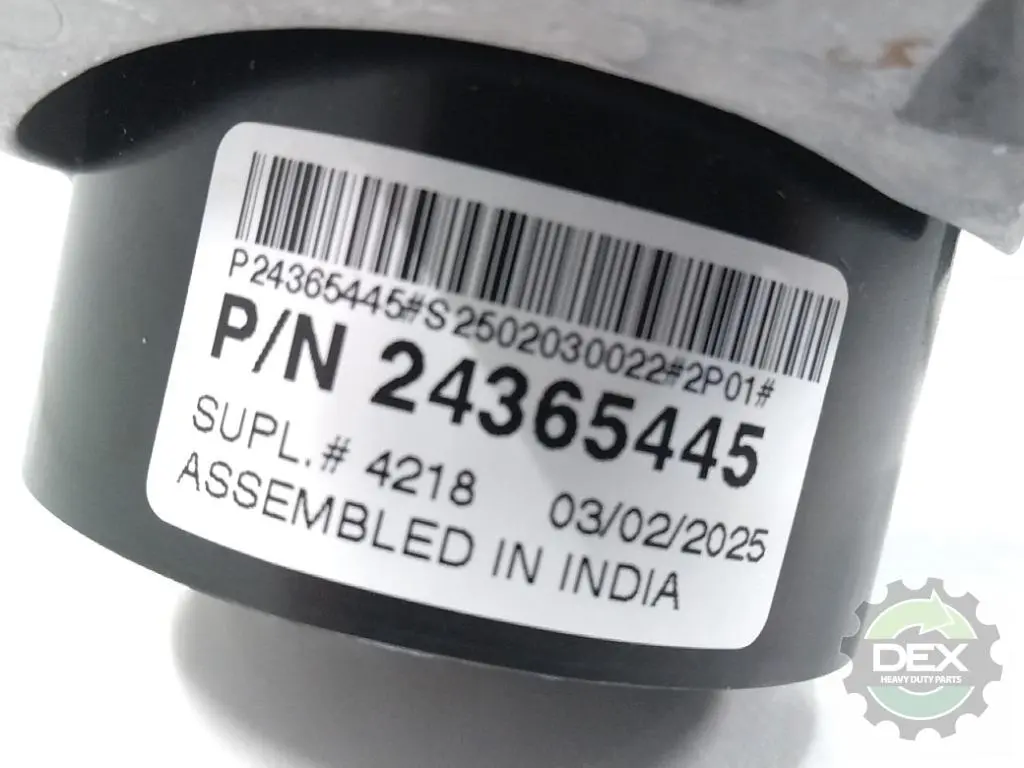 P24365445#S2502030022#2P01#
P/N 24365445
SUPL.# 4218 03/02/2025
ASSEMBLED IN INDIA
DEX
HEAVY DUTY PARTS